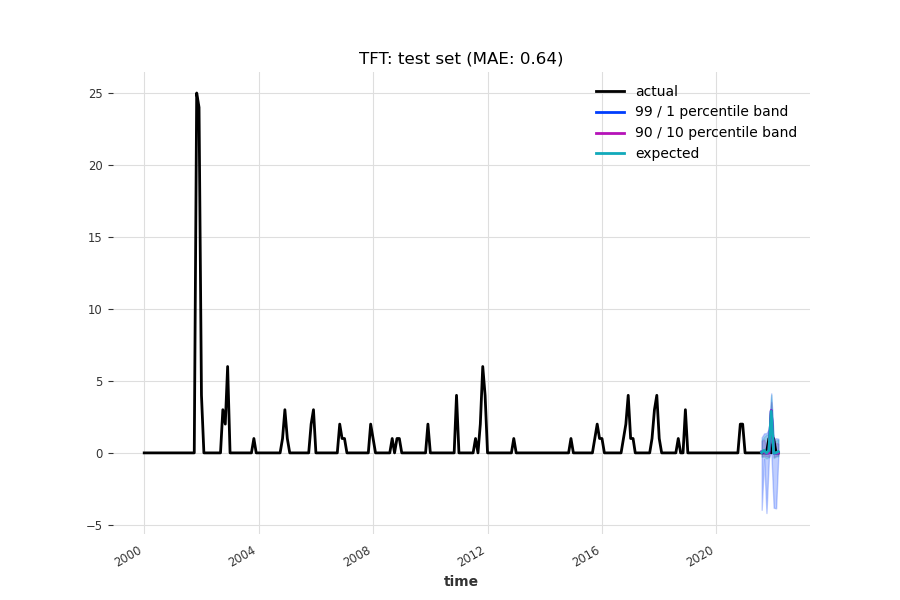 TFT: test set (MAE: 0.64)
actual
99 / 1 percentile band
90 / 10 percentile band
expected
25
20
15
10
5
0
−5
2000
2004
2008
2012
2016
2020
time